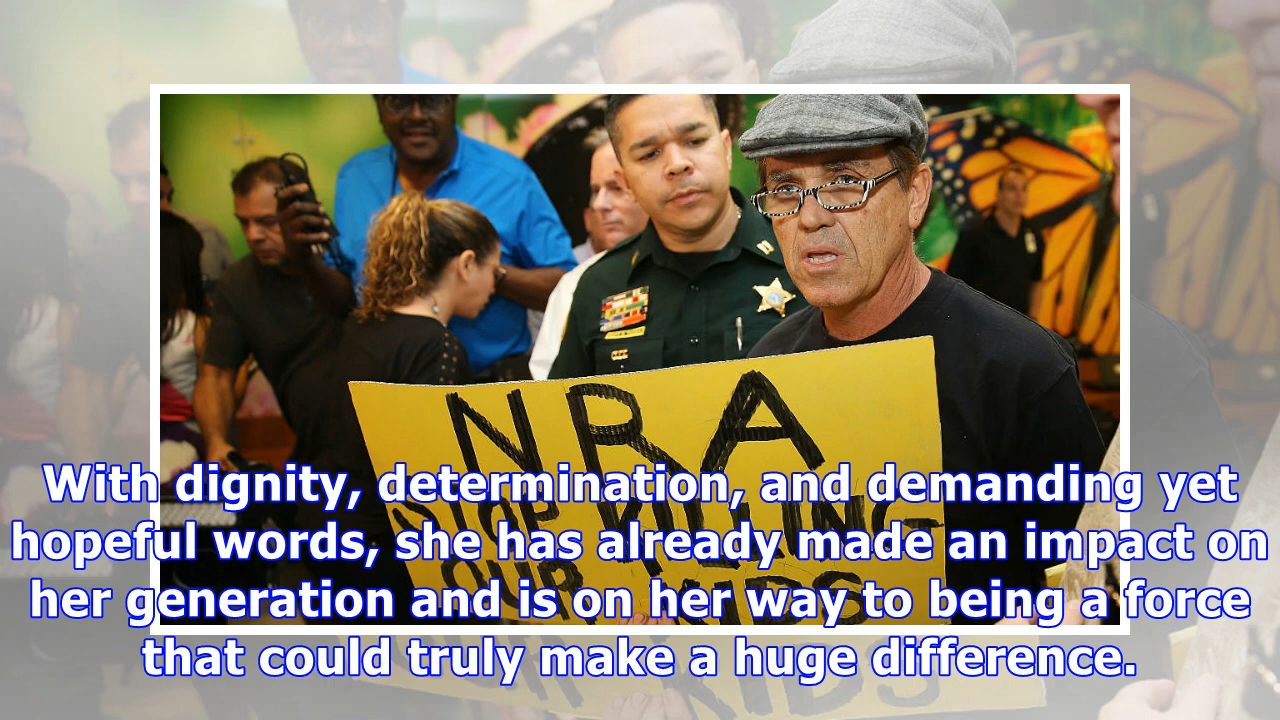 NRA
STOP KILLING
OUR KIDS
With dignity, determination, and demanding yet
hopeful words, she has already made an impact on
her generation and is on her way to being a force
that could truly make a huge difference.